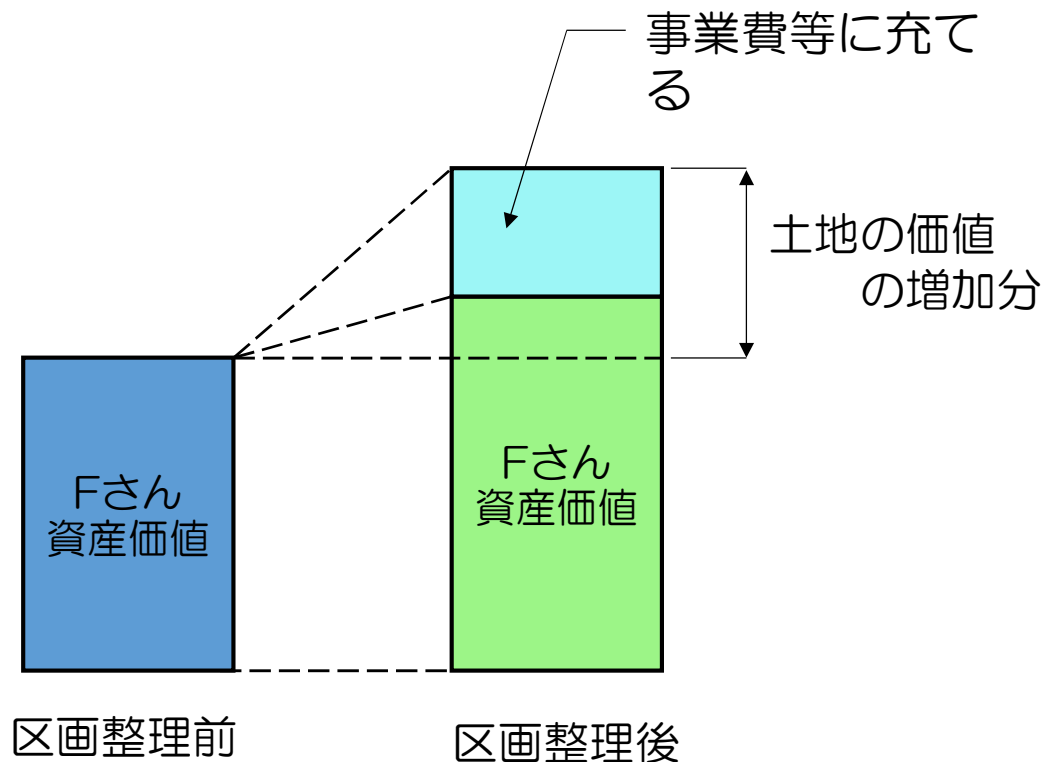 事業費等に充て
る
土地の価値
の増加分
Fさん
資産価値
Fさん
資産価値
区画整理前
区画整理後